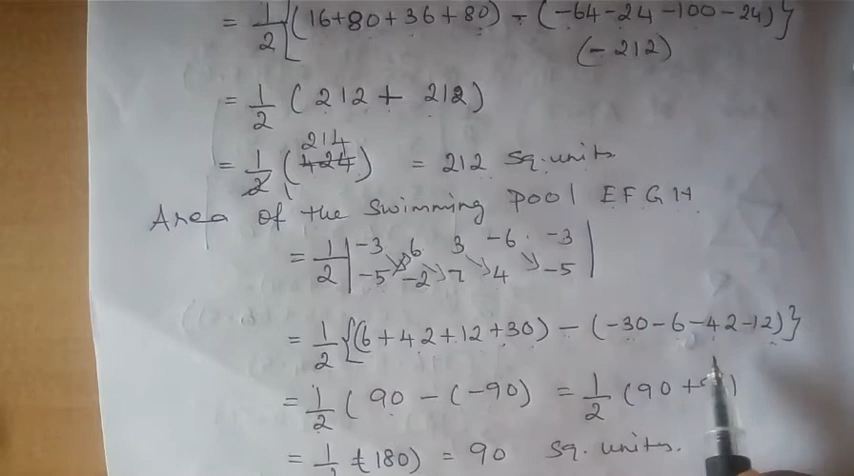 = 1/2 {(16+80+36+80) - (-64-24-100-24)}
(-212)
= 1/2 (212 + 212)
214
= 1/2 (424) = 212 sq.units
Area of the swimming pool EFGH
= 1/2 | -3 6 3 -6 -3 |
-5 -2 7 4 -5
= 1/2 {(6+42+12+30) - (-30-6-42-12)}
= 1/2 (90 - (-90) = 1/2 (90+
= 1/ (180) = 90 sq. units.